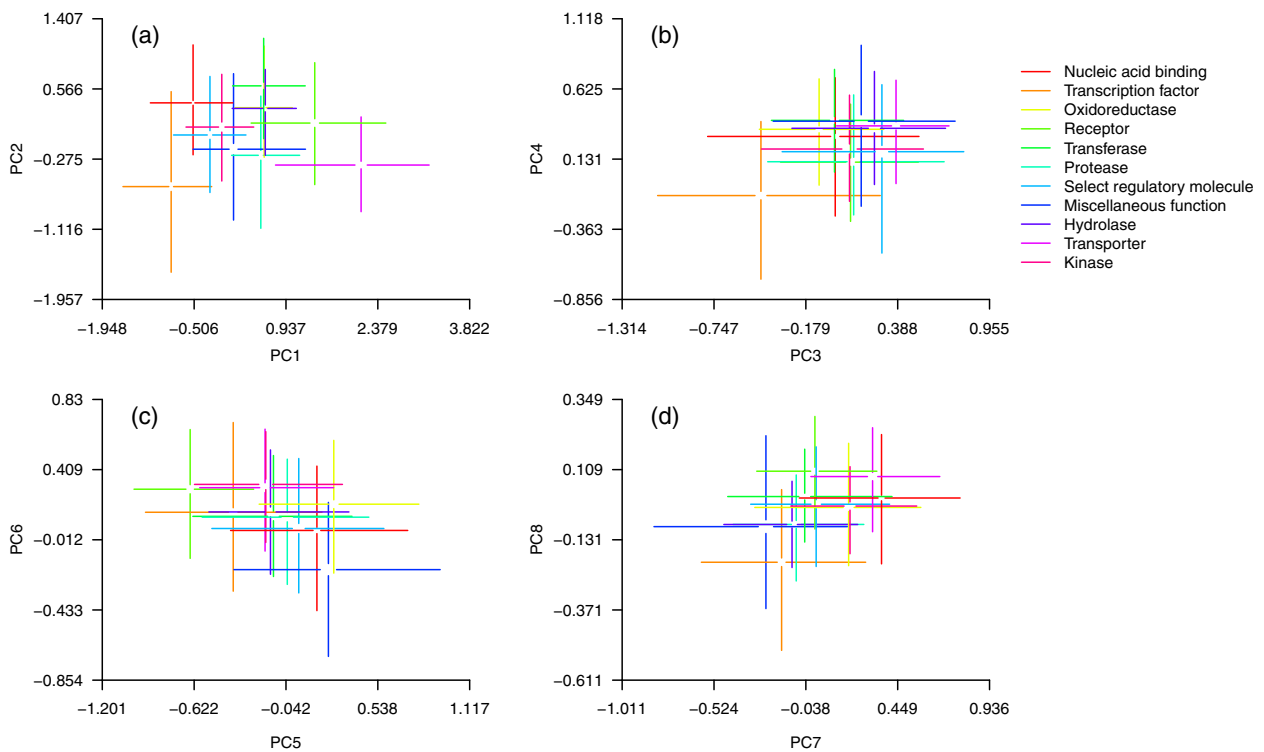 (a)
1.407
0.566
−0.275
−1.116
−1.957
PC2
−1.948
−0.506
0.937
2.379
3.822
PC1
(b)
1.118
0.625
0.131
−0.363
−0.856
PC4
−1.314
−0.747
−0.179
0.388
0.955
PC3
Nucleic acid binding
Transcription factor
Oxidoreductase
Receptor
Transferase
Protease
Select regulatory molecule
Miscellaneous function
Hydrolase
Transporter
Kinase
(c)
0.83
0.409
−0.012
−0.433
−0.854
PC6
−1.201
−0.622
−0.042
0.538
1.117
PC5
(d)
0.349
0.109
−0.131
−0.371
−0.611
PC8
−1.011
−0.524
−0.038
0.449
0.936
PC7